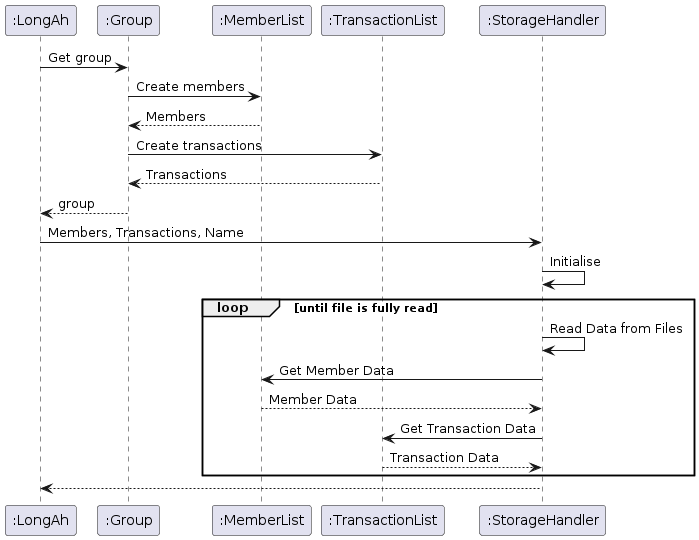 :LongAh :Group :MemberList :TransactionList :StorageHandler
Get group
Create members
Members
Create transactions
Transactions
group
Members, Transactions, Name
Initialise
loop [until file is fully read]
Read Data from Files
Get Member Data
Member Data
Get Transaction Data
Transaction Data
:LongAh :Group :MemberList :TransactionList :StorageHandler